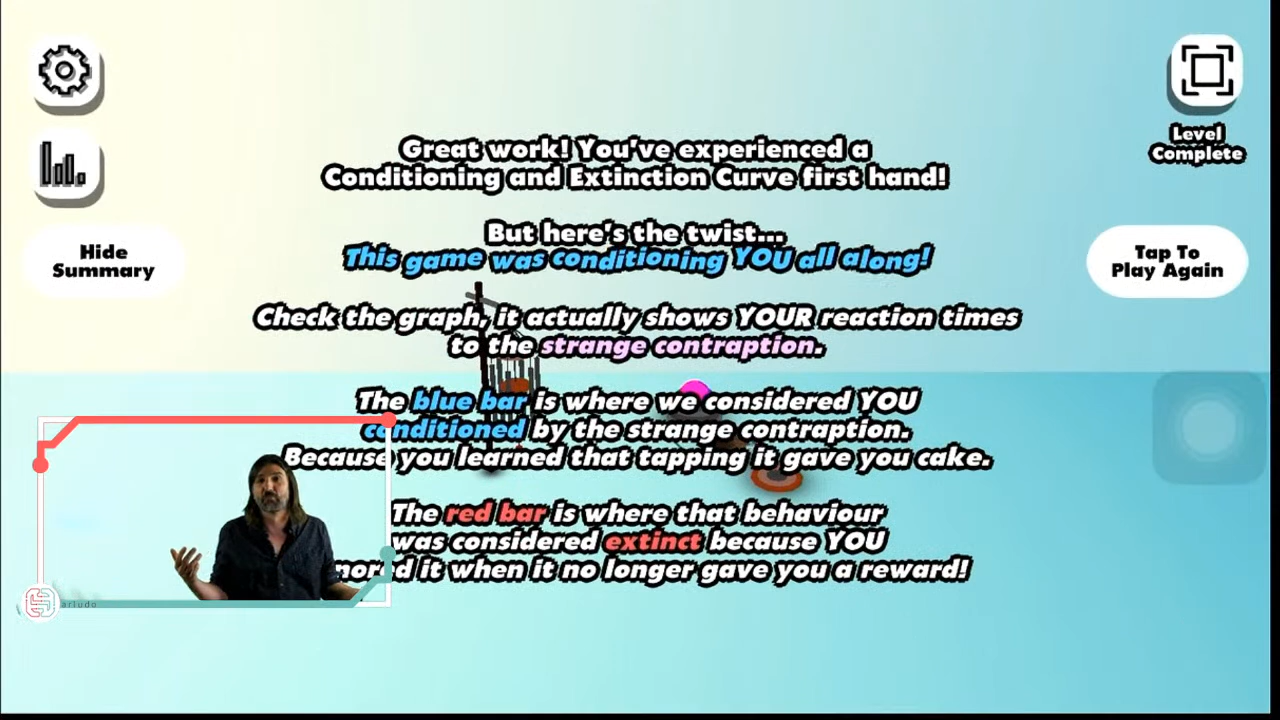 Great work! You've experienced a
Conditioning and Extinction Curve first hand!
Level
Complete
But here's the twist...
This game was conditioning YOU all along!
Hide
Summary
Tap To
Play Again
Check the graph, it actually shows YOUR reaction times
to the strange contraption.
The blue bar is where we considered YOU
conditioned by the strange contraption.
Because you learned that tapping it gave you cake.
The red bar is where that behaviour
was considered extinct because YOU
nored it when it no longer gave you a reward!
arludo